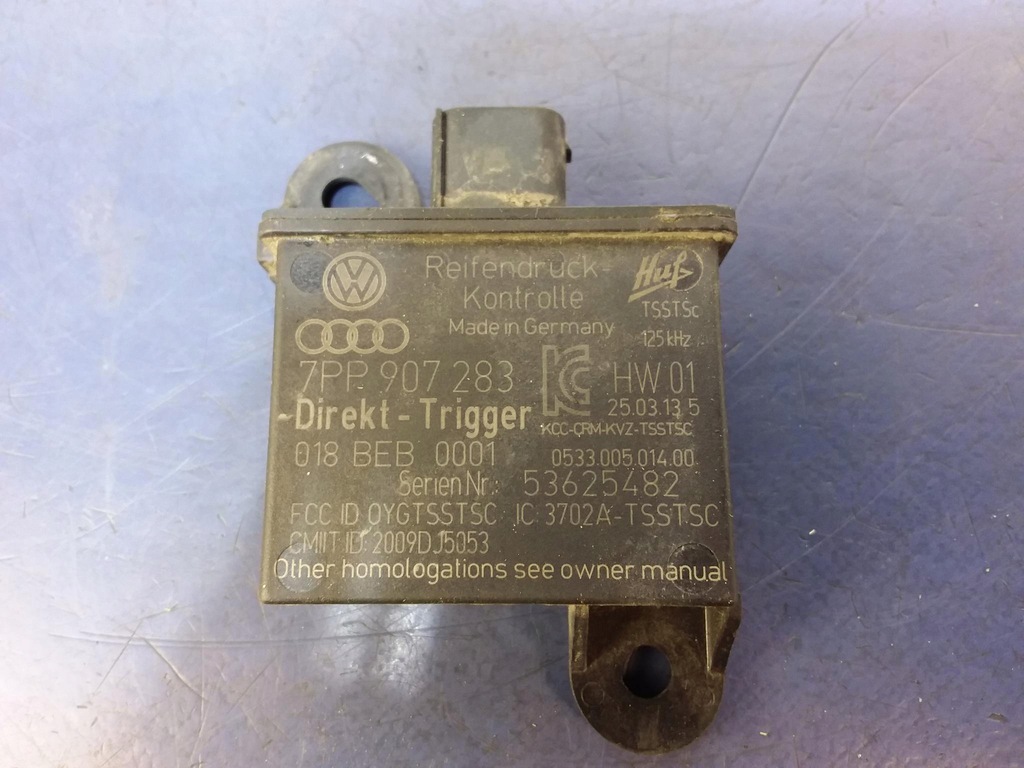 Reifendruck-
Kontrolle
Made in Germany
Huf
TSSTSc
125 kHz
7PP 907 283
HW 01
25.03.13 5
Direkt - Trigger
KCC-CRM-KVZ-TSSTSC
018 BEB 0001
0533.005.014.00
Serien Nr.: 53625482
FCC ID OYGTSSTSC IC 3702A-TSSTSC
CMIIT ID: 2009DJ5053
Other homologations see owner manual